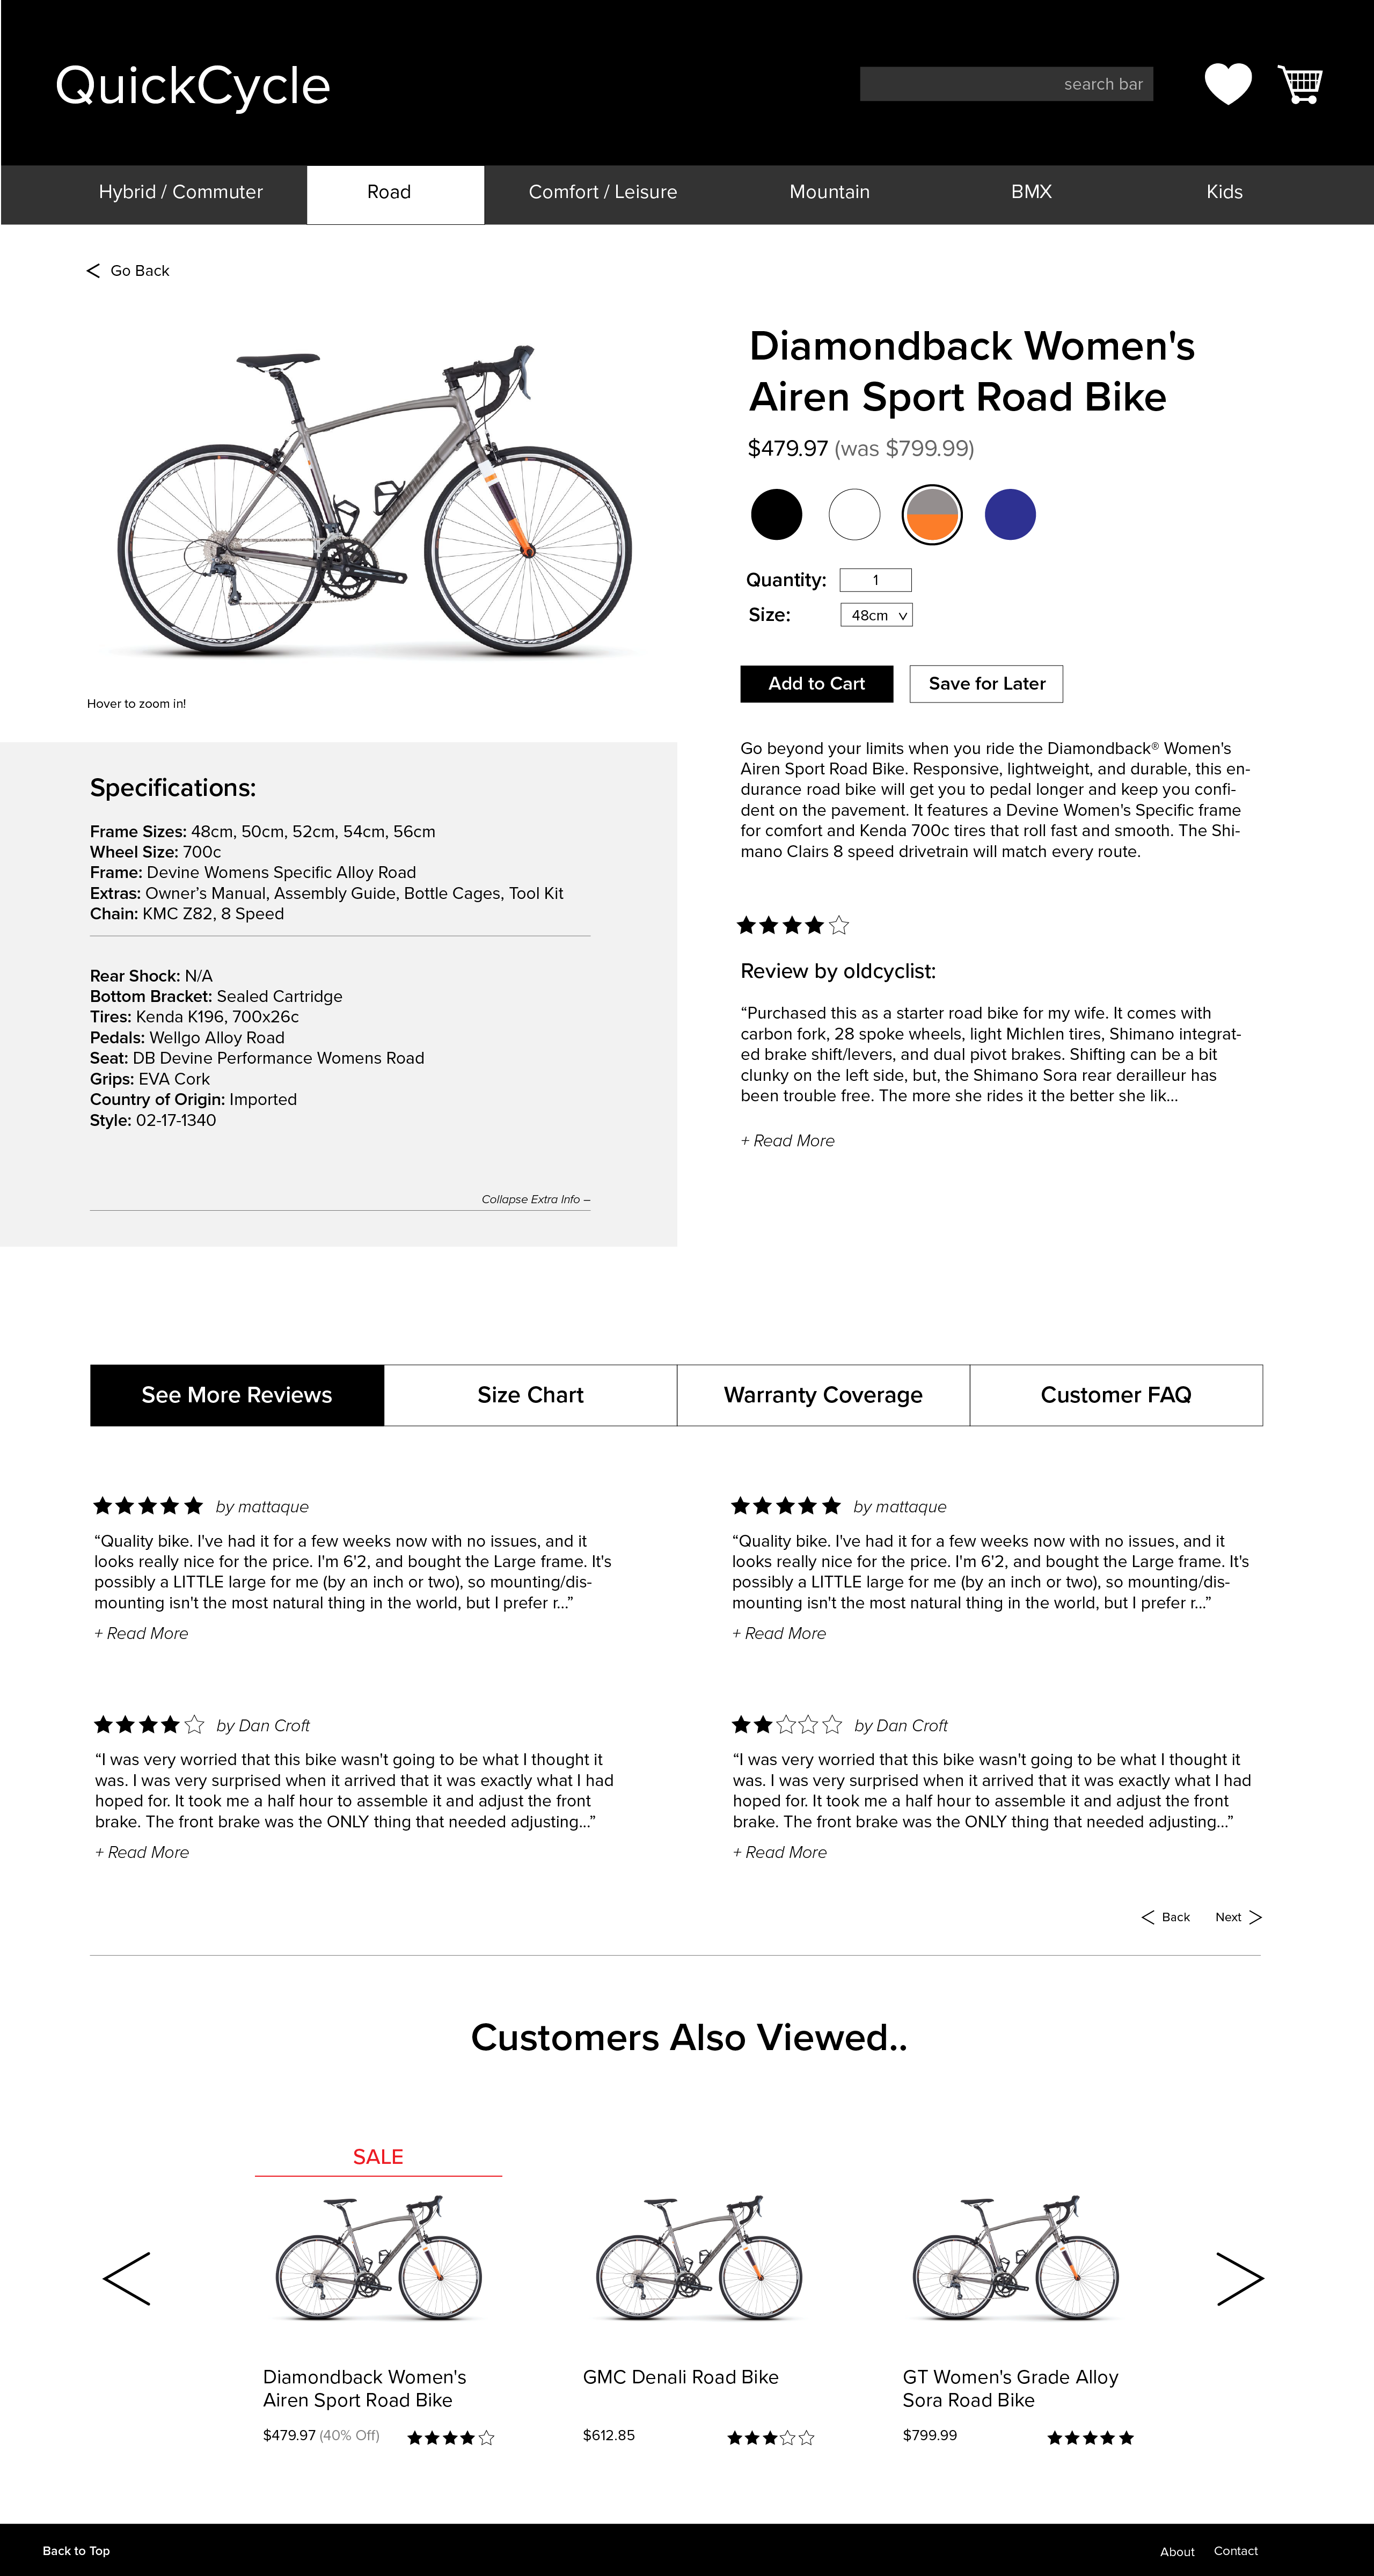 QuickCycle
search bar
Hybrid / Commuter
Road
Comfort / Leisure
Mountain
BMX
Kids
< Go Back
Diamondback Women's
Airen Sport Road Bike
$479.97 (was $799.99)
Quantity: 1
Size: 48cm
Add to Cart
Save for Later
Hover to zoom in!
Go beyond your limits when you ride the Diamondback® Women's
Airen Sport Road Bike. Responsive, lightweight, and durable, this en-
durance road bike will get you to pedal longer and keep you confi-
dent on the pavement. It features a Devine Women's Specific frame
for comfort and Kenda 700c tires that roll fast and smooth. The Shi-
mano Clairs 8 speed drivetrain will match every route.
Specifications:
Frame Sizes: 48cm, 50cm, 52cm, 54cm, 56cm
Wheel Size: 700c
Frame: Devine Womens Specific Alloy Road
Extras: Owner’s Manual, Assembly Guide, Bottle Cages, Tool Kit
Chain: KMC Z82, 8 Speed
Rear Shock: N/A
Bottom Bracket: Sealed Cartridge
Tires: Kenda K196, 700x26c
Pedals: Wellgo Alloy Road
Seat: DB Devine Performance Womens Road
Grips: EVA Cork
Country of Origin: Imported
Style: 02-17-1340
Collapse Extra Info –
Review by oldcyclist:
“Purchased this as a starter road bike for my wife. It comes with
carbon fork, 28 spoke wheels, light Michlen tires, Shimano integrat-
ed brake shift/levers, and dual pivot brakes. Shifting can be a bit
clunky on the left side, but, the Shimano Sora rear derailleur has
been trouble free. The more she rides it the better she lik...
+ Read More
See More Reviews
Size Chart
Warranty Coverage
Customer FAQ
by mattaque
“Quality bike. I've had it for a few weeks now with no issues, and it
looks really nice for the price. I'm 6'2, and bought the Large frame. It's
possibly a LITTLE large for me (by an inch or two), so mounting/dis-
mounting isn't the most natural thing in the world, but I prefer r...”
+ Read More
by mattaque
“Quality bike. I've had it for a few weeks now with no issues, and it
looks really nice for the price. I'm 6'2, and bought the Large frame. It's
possibly a LITTLE large for me (by an inch or two), so mounting/dis-
mounting isn't the most natural thing in the world, but I prefer r...”
+ Read More
by Dan Croft
“I was very worried that this bike wasn't going to be what I thought it
was. I was very surprised when it arrived that it was exactly what I had
hoped for. It took me a half hour to assemble it and adjust the front
brake. The front brake was the ONLY thing that needed adjusting...”
+ Read More
by Dan Croft
“I was very worried that this bike wasn't going to be what I thought it
was. I was very surprised when it arrived that it was exactly what I had
hoped for. It took me a half hour to assemble it and adjust the front
brake. The front brake was the ONLY thing that needed adjusting...”
+ Read More
< Back
Next >
Customers Also Viewed..
SALE
Diamondback Women's
Airen Sport Road Bike
$479.97 (40% Off)
GMC Denali Road Bike
$612.85
GT Women's Grade Alloy
Sora Road Bike
$799.99
Back to Top
About
Contact